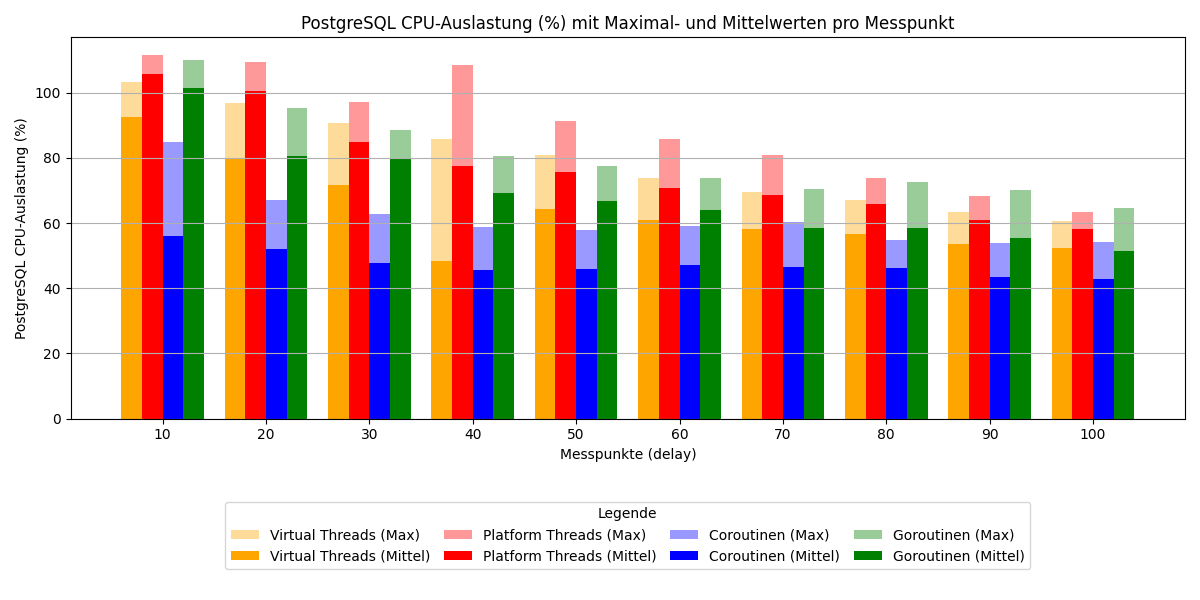 PostgreSQL CPU-Auslastung (%) mit Maximal- und Mittelwerten pro Messpunkt
PostgreSQL CPU-Auslastung (%)
100
80
60
40
20
0
10 20 30 40 50 60 70 80 90 100
Messpunkte (delay)
Legende
Virtual Threads (Max) Platform Threads (Max) Coroutinen (Max) Goroutinen (Max)
Virtual Threads (Mittel) Platform Threads (Mittel) Coroutinen (Mittel) Goroutinen (Mittel)